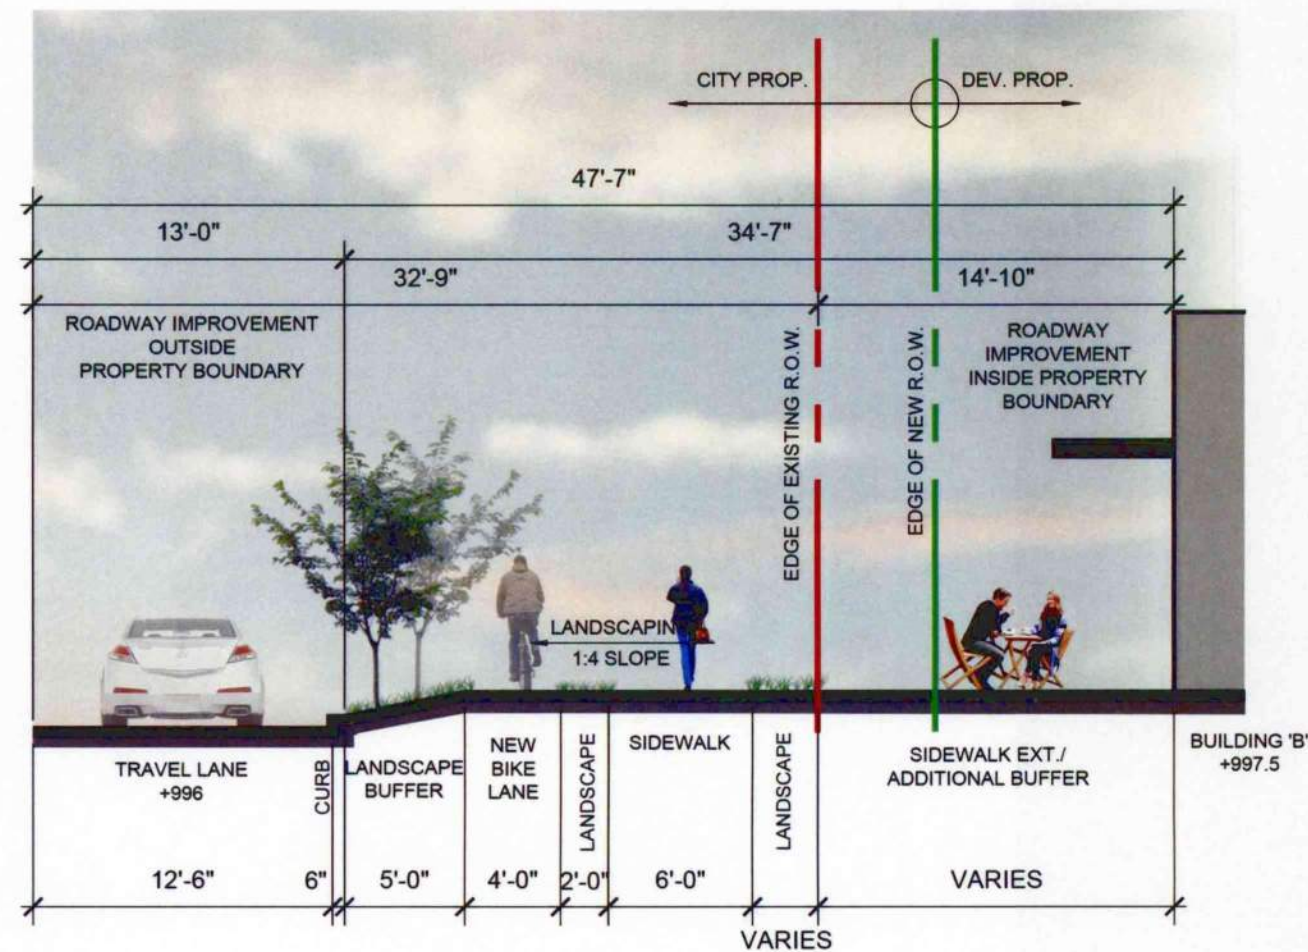 CITY PROP.
DEV. PROP.
47'-7"
13'-0"
34'-7"
32'-9"
14'-10"
ROADWAY IMPROVEMENT
OUTSIDE
PROPERTY BOUNDARY
EDGE OF EXISTING R.O.W.
EDGE OF NEW R.O.W.
ROADWAY
IMPROVEMENT
INSIDE PROPERTY
BOUNDARY
LANDSCAPIN
1:4 SLOPE
TRAVEL LANE
+996
CURB
LANDSCAPE
BUFFER
NEW
BIKE
LANE
LANDSCAPE
SIDEWALK
LANDSCAPE
SIDEWALK EXT./
ADDITIONAL BUFFER
BUILDING 'B'
+997.5
12'-6"
6"
5'-0"
4'-0"
2'-0"
6'-0"
VARIES
VARIES